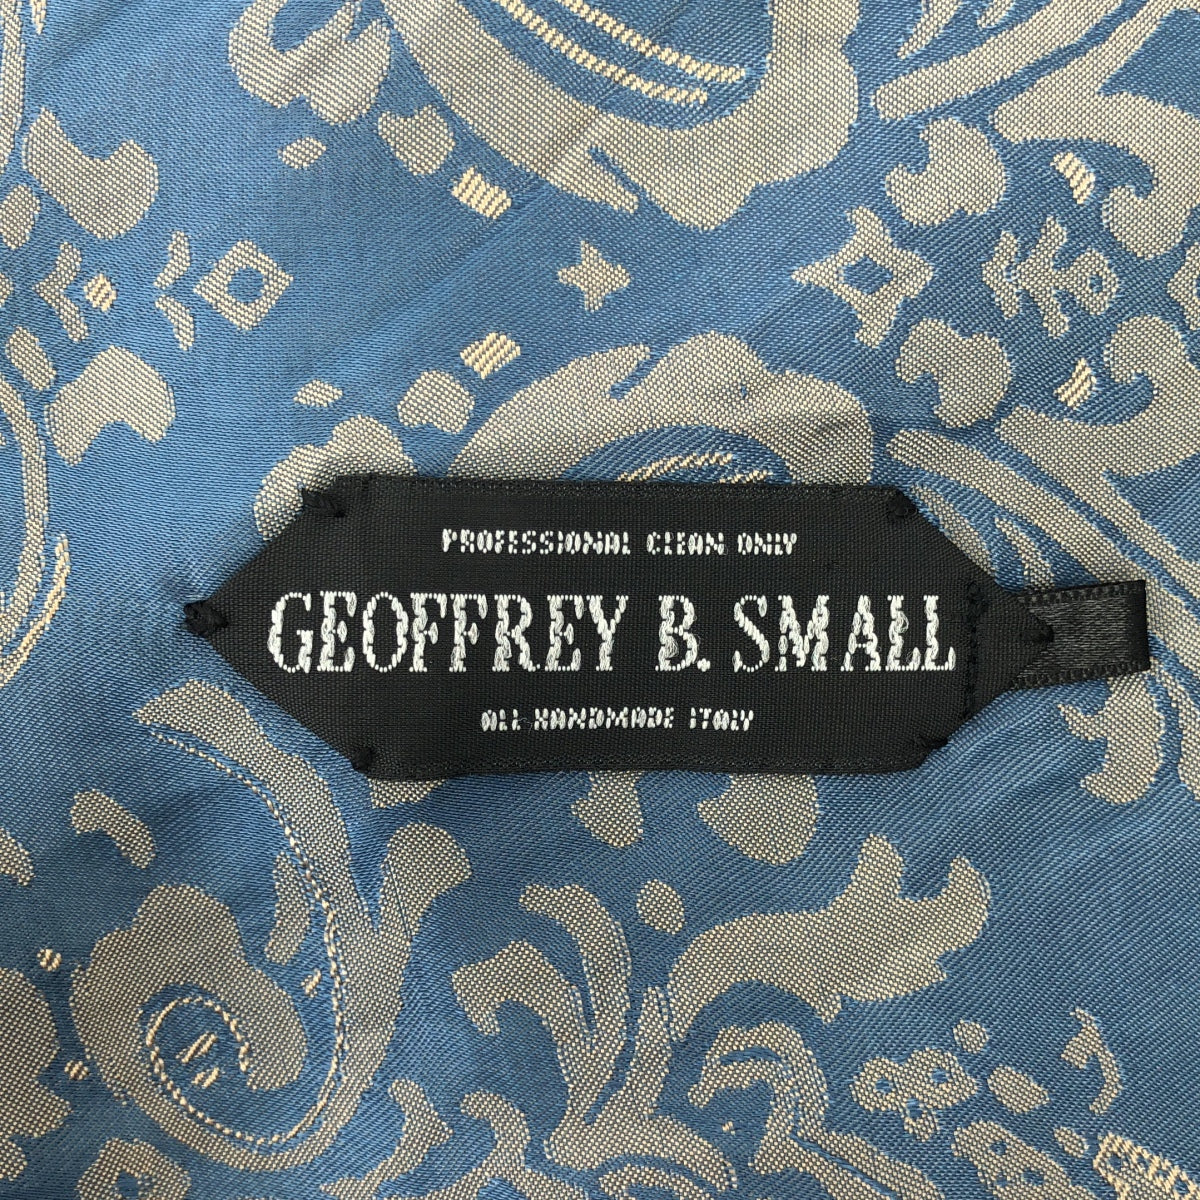 PROFESSIONAL CLEAN ONLY
GEOFFREY B. SMALL
ALL HANDMADE ITALY